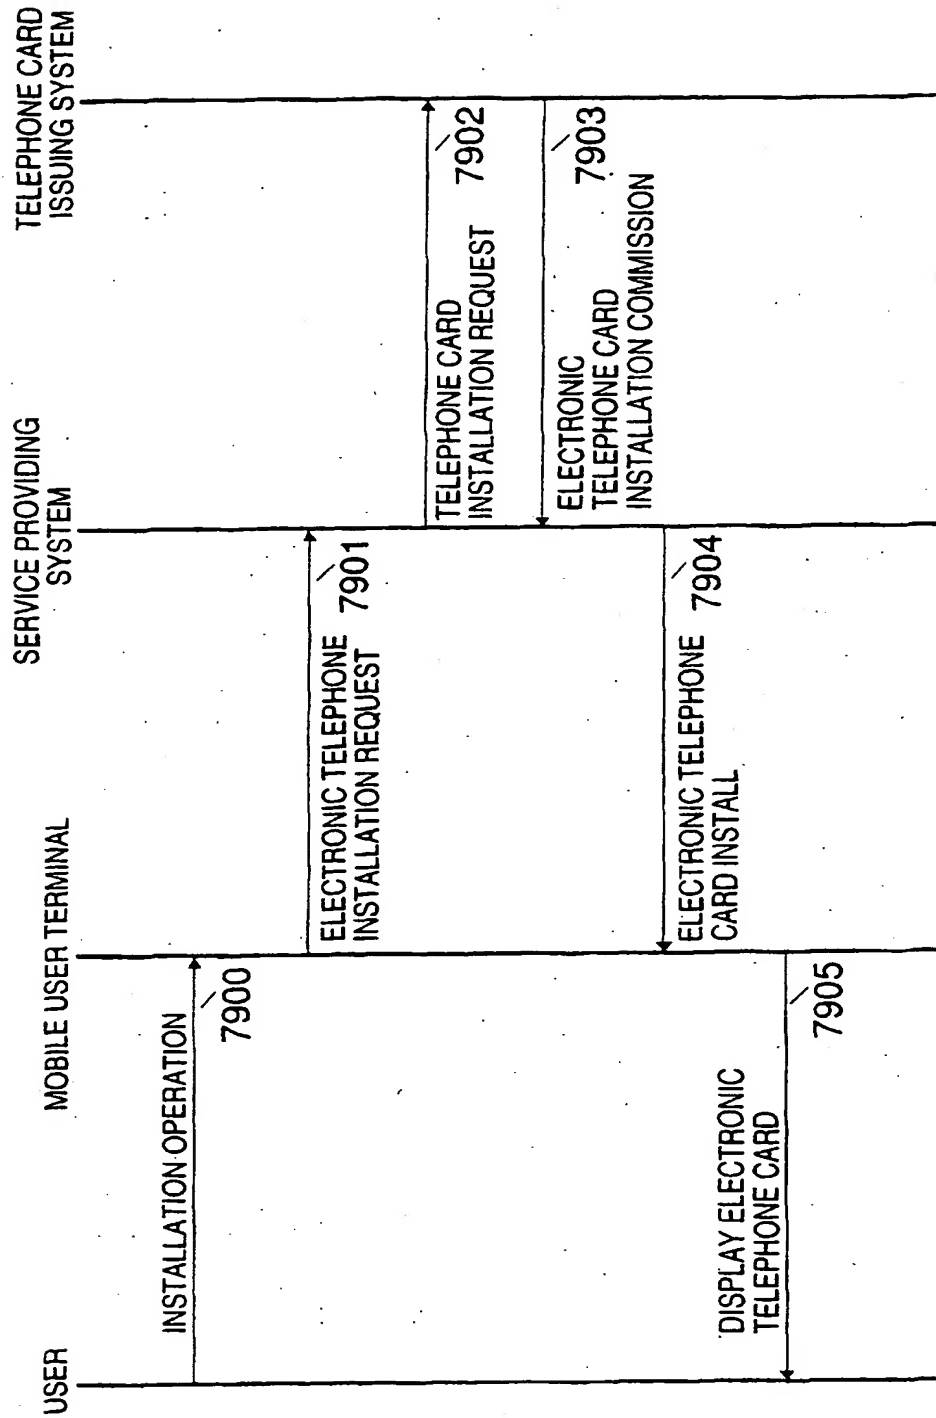 USER
MOBILE USER TERMINAL
SERVICE PROVIDING
SYSTEM
TELEPHONE CARD
ISSUING SYSTEM
INSTALLATION OPERATION
7900
ELECTRONIC TELEPHONE
INSTALLATION REQUEST
7901
TELEPHONE CARD
INSTALLATION REQUEST
7902
ELECTRONIC
TELEPHONE CARD
INSTALLATION COMMISSION
7903
ELECTRONIC TELEPHONE
CARD INSTALL
7904
DISPLAY ELECTRONIC
TELEPHONE CARD
7905